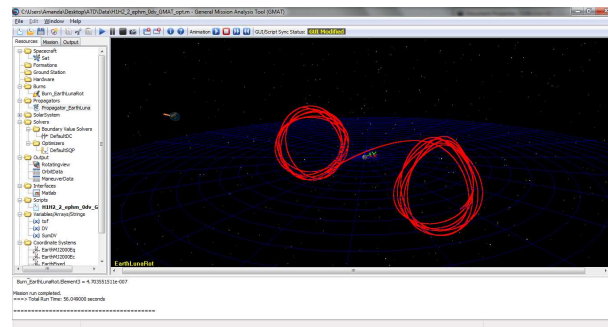 C:\Users\Amanda\Desktop\ATD\Data\H1H2_2_ephm_0dv_GMAT_opt.m - General Mission Analysis Tool (GMAT)
File Edit Window Help
Animation
GUI/Script Sync Status: GUI Modified
Resources Mission Output
Spacecraft
Sat
Formations
Ground Station
Hardware
Burns
Burn_EarthLunaRot
Propagators
Propagator_EarthLuna
SolarSystem
Solvers
Boundary Value Solvers
DefaultDC
Optimizers
DefaultSQP
Output
Rotatingview
OrbitData
ManeuverData
Interfaces
Matlab
Scripts
H1H2_2_ephm_0dv_G
Variables/Arrays/Strings
(x) tof
(x) DV
(x) SumDV
Coordinate Systems
EarthMJ2000Eq
EarthMJ2000Ec
EarthFixed
EarthLunaRot
Burn_EarthLunaRot.Element3 = 4.703551511e-007
Mission run completed.
===> Total Run Time: 56.049000 seconds
========================================